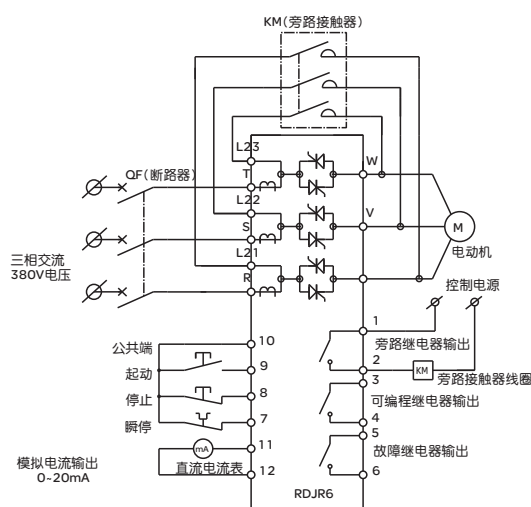 KM(旁路接触器)
L23
QF(断路器)
T
W
L22
S
V
M
电动机
三相交流
380V电压
L21
R
控制电源
公共端
10
1
旁路继电器输出
起动
9
2
KM
旁路接触器线圈
停止
8
3
可编程继电器输出
瞬停
7
4
模拟电流输出
0~20mA
mA
11
直流电流表
12
5
故障继电器输出
6
RDJR6